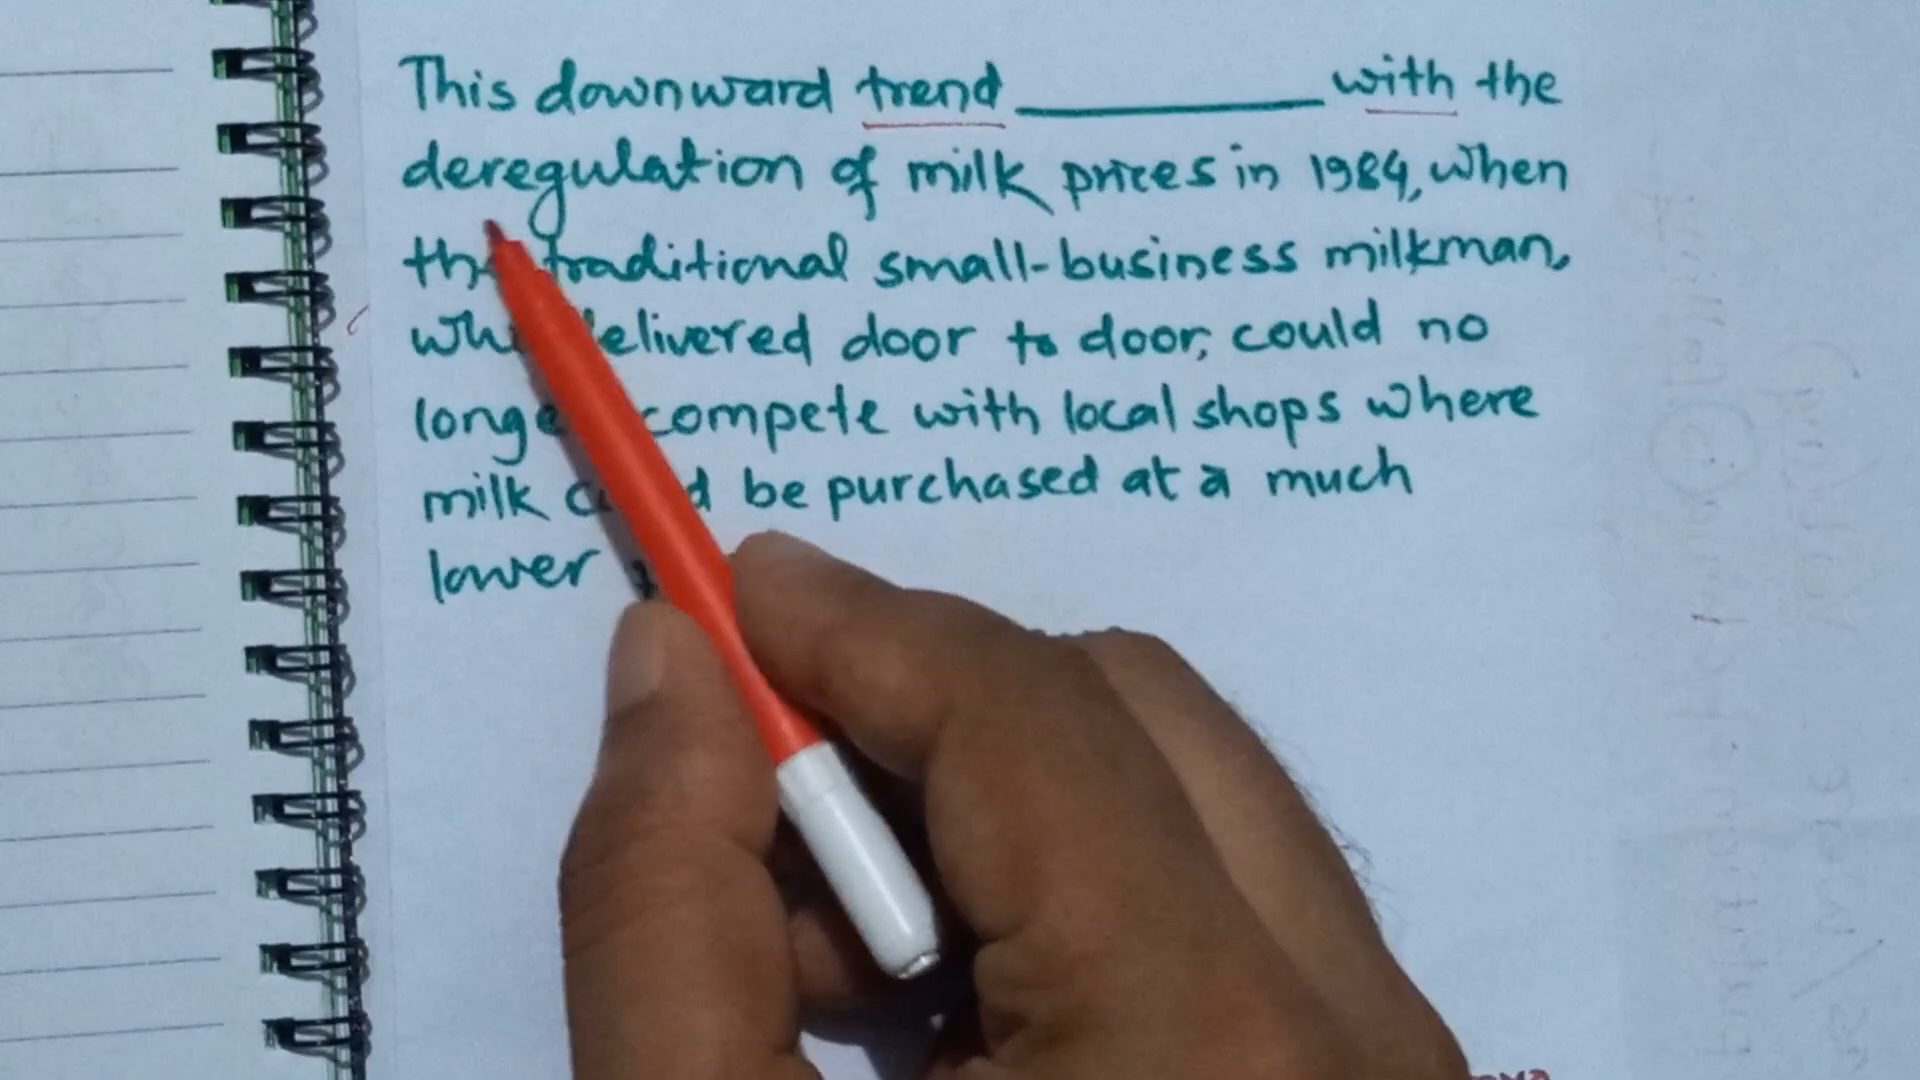 This downward trend __________ with the
deregulation of milk prices in 1984, when
traditional small-business milkman,
delivered door to door, could no
compete with local shops where
milk be purchased at a much
lower